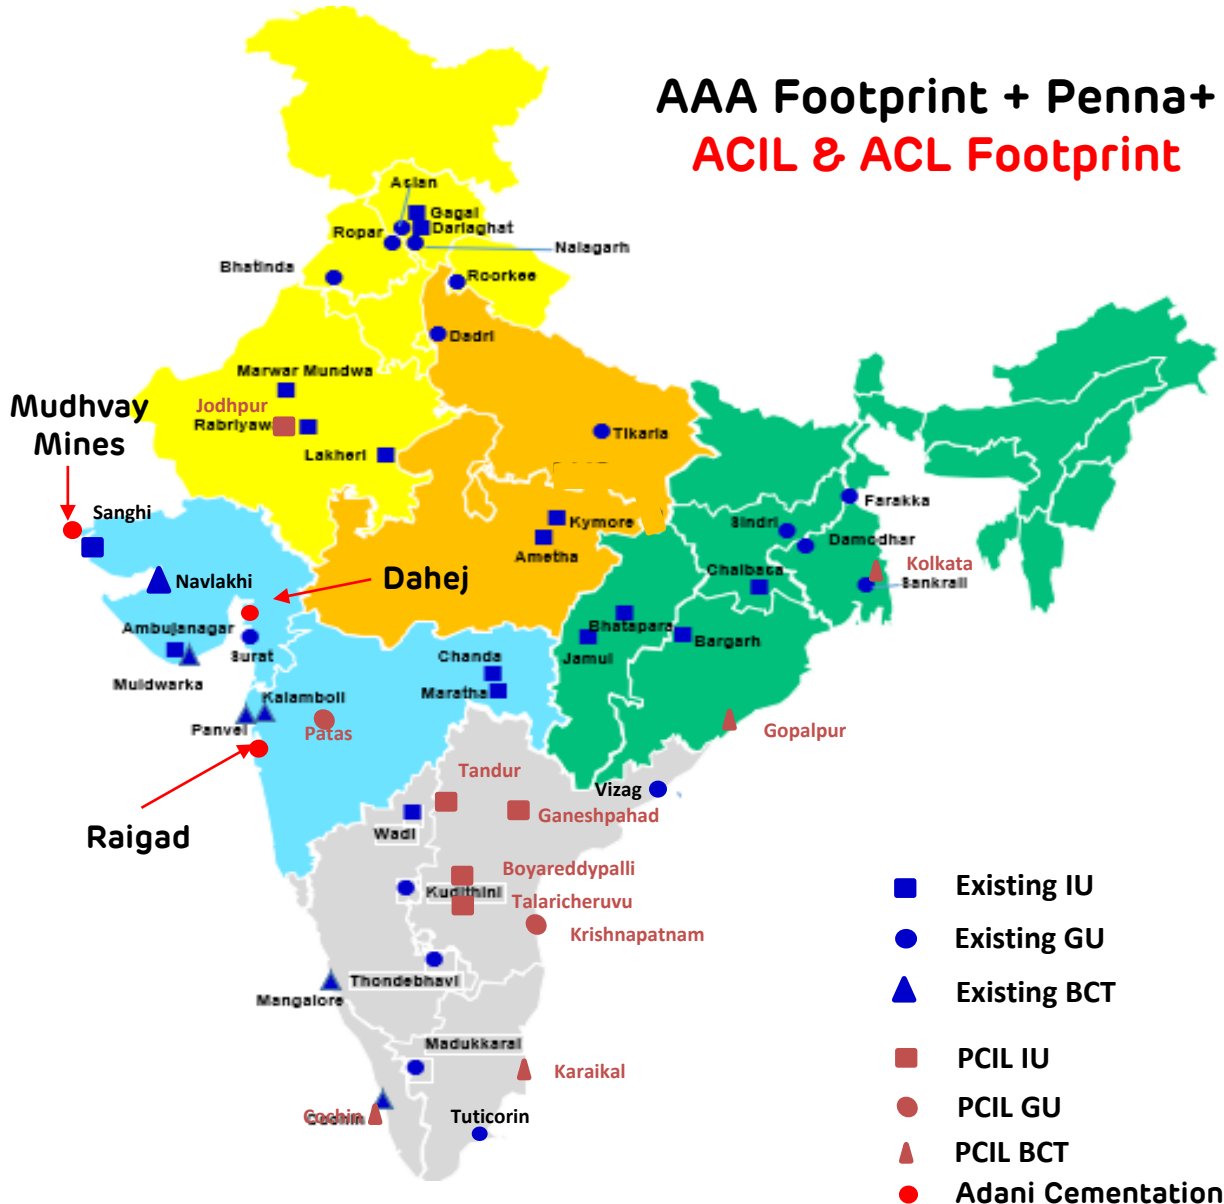 AAA Footprint + Penna+
ACIL & ACL Footprint
Asian
Gagal
Ropar
Darlaghat
Nalagarh
Bhatinda
Roorkee
Dadri
Marwar Mundwa
Mudhvay
Mines
Jodhpur
Rabriyaw
Lakheri
Tikaria
Farakka
Sanghi
Kymore
Sindri
Ametha
Damodhar
Kolkata
Navlakhi
Dahej
Chaibasa
Sankrail
Ambujanagar
Bhatapara
Surat
Bargarh
Chanda
Jamul
Muldwarka
Maratha
Kalamboli
Panvel
Patas
Gopalpur
Tandur
Vizag
Raigad
Ganeshpahad
Wadi
Boyareddypalli
Kudithini
Talaricheruvu
Krishnapatnam
Thondebhavi
Mangalore
Madukkarai
Karaikal
Cochin
Cochin
Tuticorin
Existing IU
Existing GU
Existing BCT
PCIL IU
PCIL GU
PCIL BCT
Adani Cementation